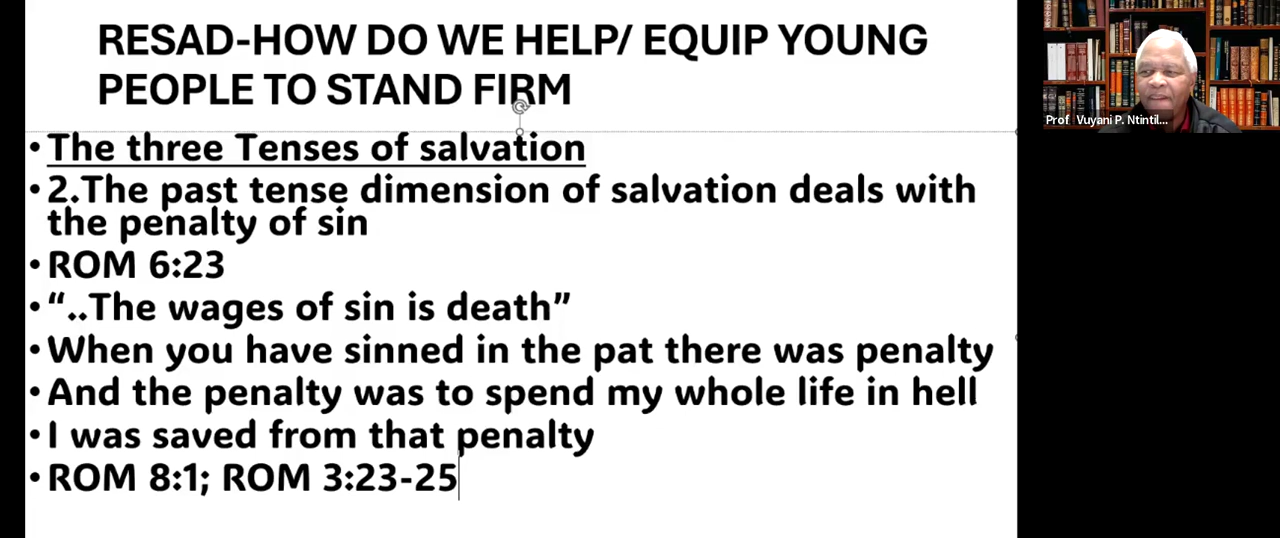 RESAD-HOW DO WE HELP/ EQUIP YOUNG
PEOPLE TO STAND FIRM
• The three Tenses of salvation
• 2.The past tense dimension of salvation deals with
the penalty of sin
• ROM 6:23
• “..The wages of sin is death”
• When you have sinned in the pat there was penalty
• And the penalty was to spend my whole life in hell
• I was saved from that penalty
• ROM 8:1; ROM 3:23-25
Prof Vuyani P. Ntintil...